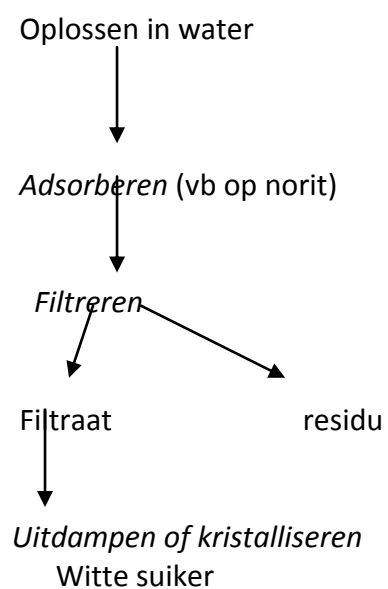 Oplossen in water
Adsorberen (vb op norit)
Filtreren
Filtraat residu
Uitdampen of kristalliseren
Witte suiker